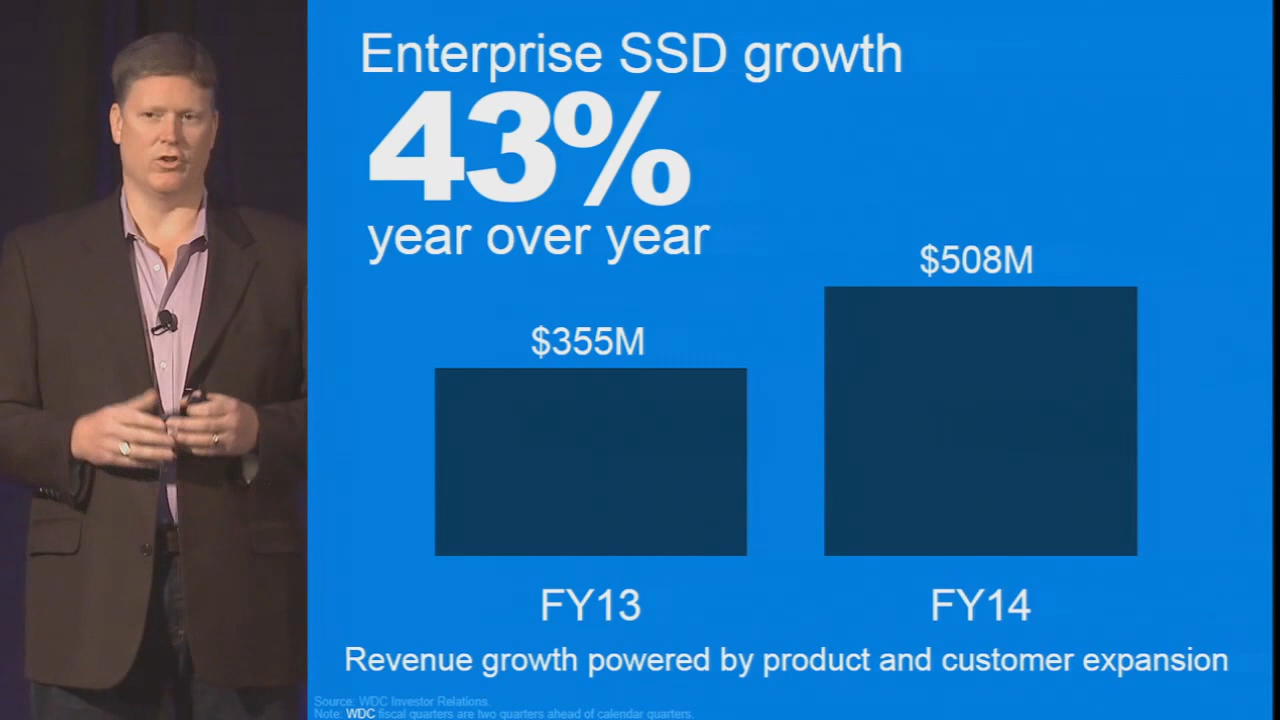 Enterprise SSD growth
43%
year over year
$508M
$355M
FY13 FY14
Revenue growth powered by product and customer expansion
Source: WDC Investor Relations.
Note: WDC fiscal quarters are two quarters ahead of calendar quarters.